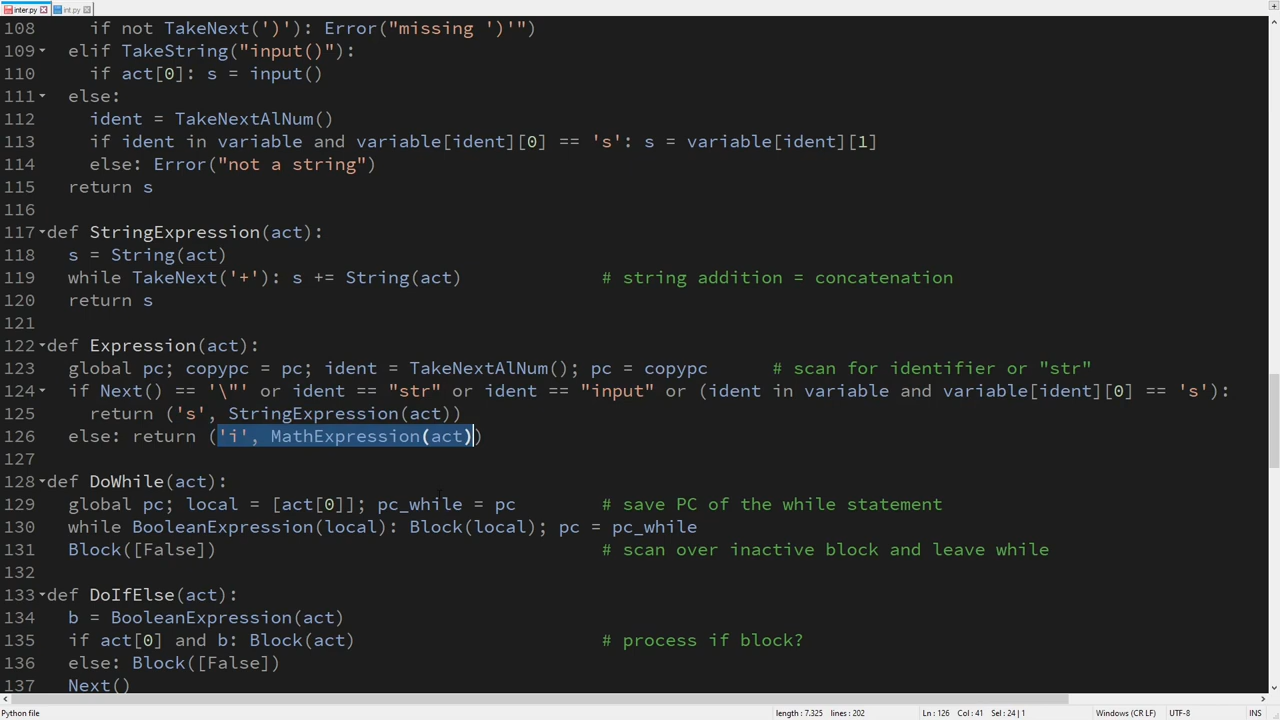 inter.py int.py
108 if not TakeNext(')'): Error("missing ')'")
109 elif TakeString("input()"):
110 if act[0]: s = input()
111 else:
112 ident = TakeNextAlNum()
113 if ident in variable and variable[ident][0] == 's': s = variable[ident][1]
114 else: Error("not a string")
115 return s
116
117 def StringExpression(act):
118 s = String(act)
119 while TakeNext('+'): s += String(act) # string addition = concatenation
120 return s
121
122 def Expression(act):
123 global pc; copypc = pc; ident = TakeNextAlNum(); pc = copypc # scan for identifier or "str"
124 if Next() == '\"' or ident == "str" or ident == "input" or (ident in variable and variable[ident][0] == 's'):
125 return ('s', StringExpression(act))
126 else: return ('i', MathExpression(act))
127
128 def DoWhile(act):
129 global pc; local = [act[0]]; pc_while = pc # save PC of the while statement
130 while BooleanExpression(local): Block(local); pc = pc_while
131 Block([False]) # scan over inactive block and leave while
132
133 def DoIfElse(act):
134 b = BooleanExpression(act)
135 if act[0] and b: Block(act) # process if block?
136 else: Block([False])
137 Next()
Python file length : 7.325 lines : 202 Ln : 126 Col : 41 Sel : 24 | 1 Windows (CR LF) UTF-8 INS